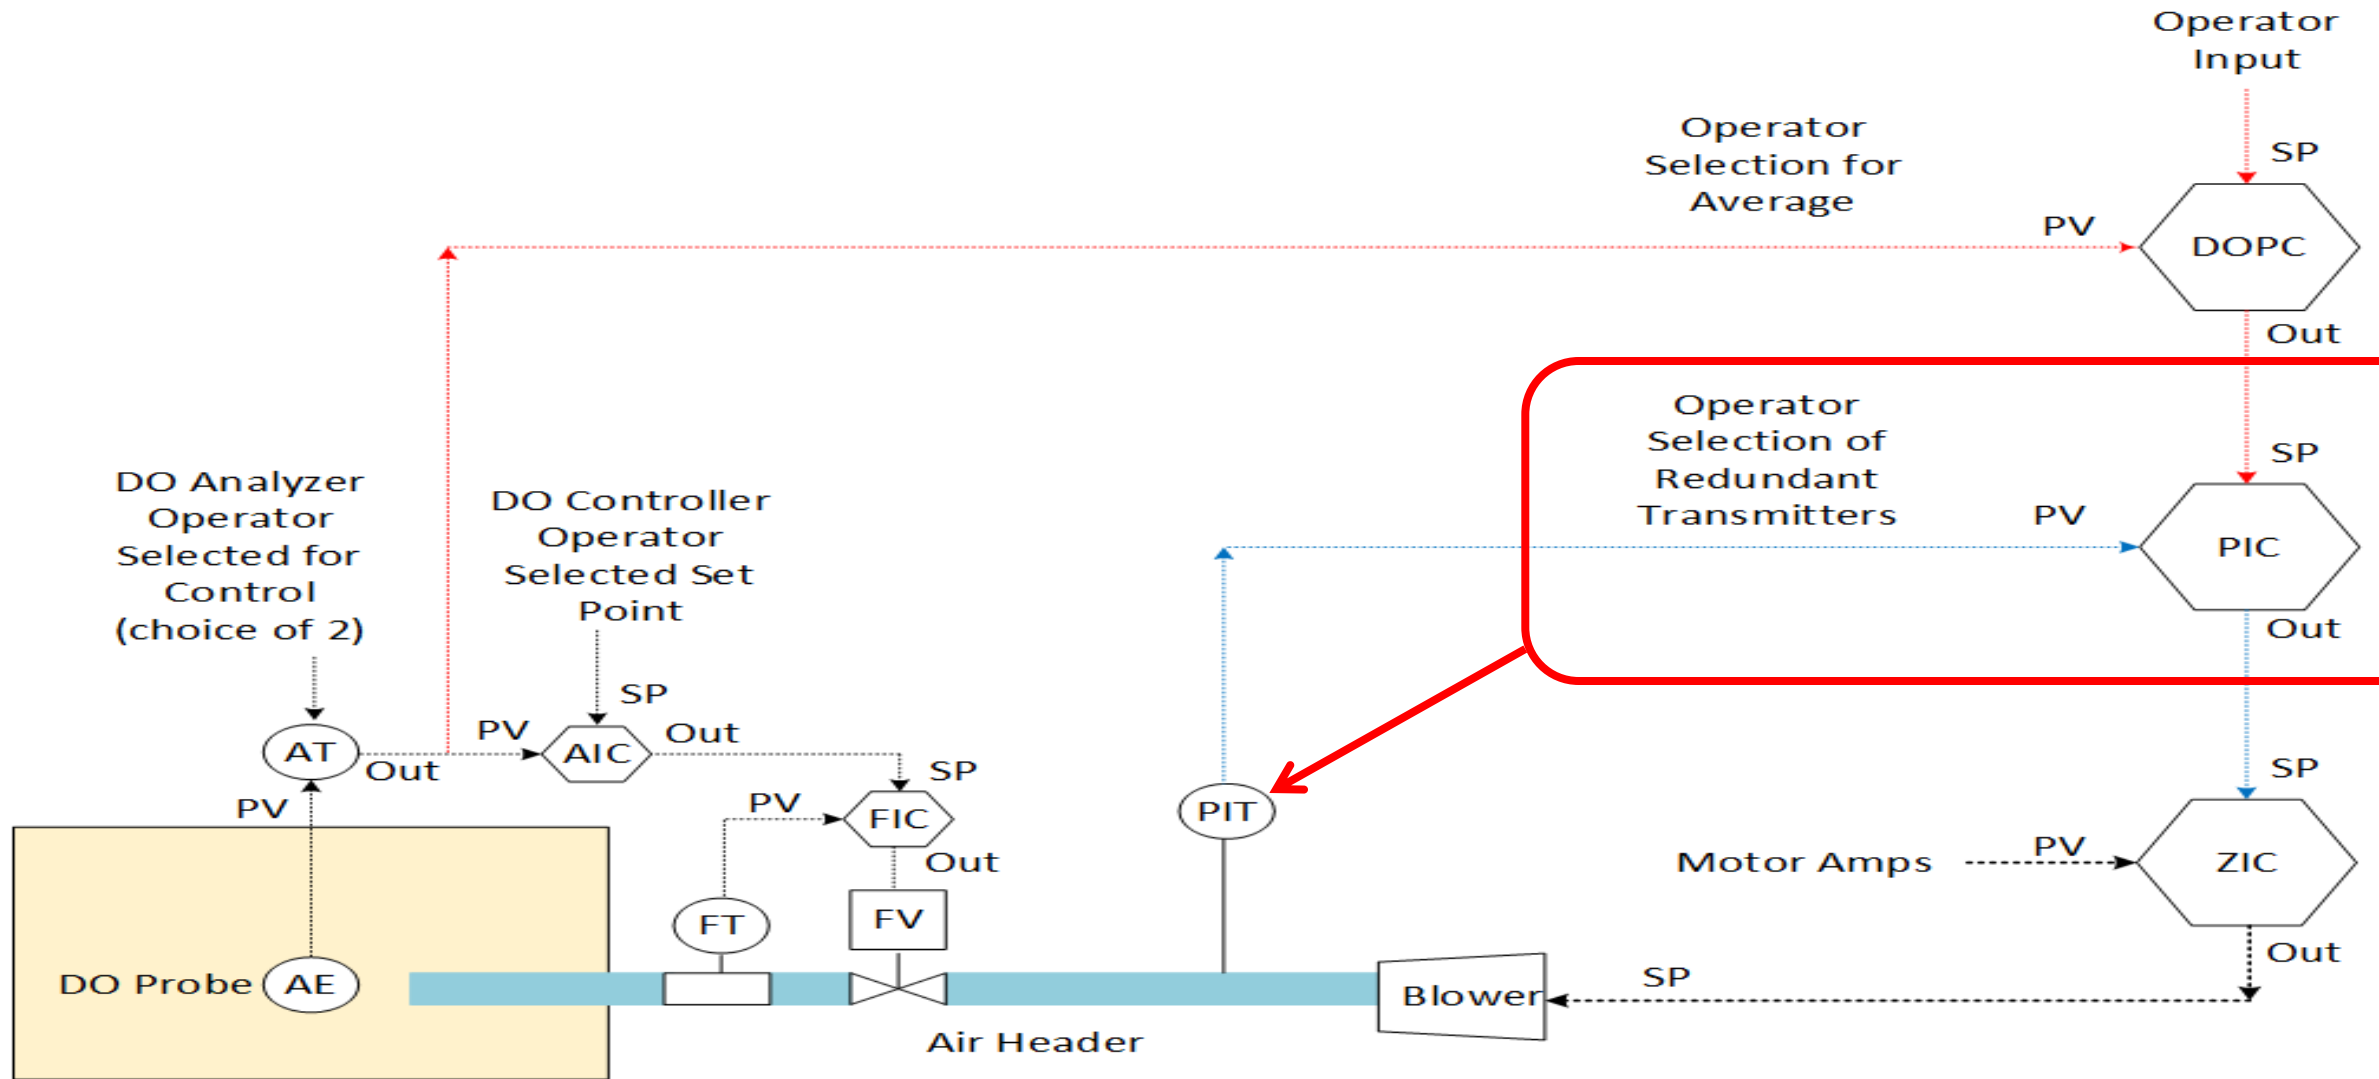 Operator
Input
SP
Operator
Selection for
Average
PV
DOPC
Out
Operator
Selection of
Redundant
Transmitters
SP
PV
PIC
Out
DO Analyzer
Operator
Selected for
Control
(choice of 2)
DO Controller
Operator
Selected Set
Point
SP
PV
AT
Out
AIC
Out
SP
PV
PV
FIC
Out
PIT
SP
Motor Amps
PV
ZIC
Out
FT
FV
DO Probe
AE
Blower
SP
Air Header